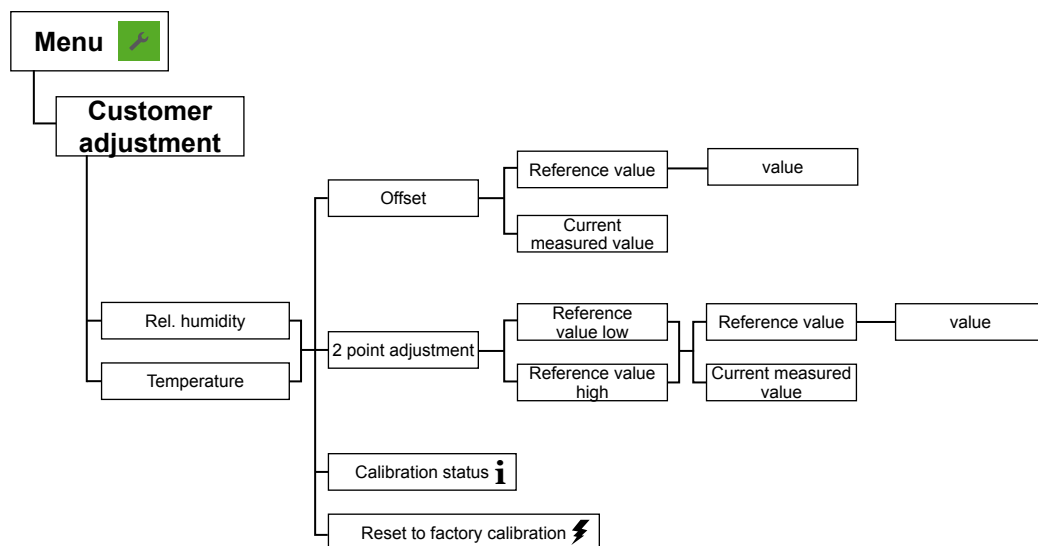 Menu
Customer
adjustment
Reference value
value
Offset
Current
measured value
Rel. humidity
Reference
value low
Reference value
value
2 point adjustment
Temperature
Reference value
high
Current measured
value
Calibration status i
Reset to factory calibration